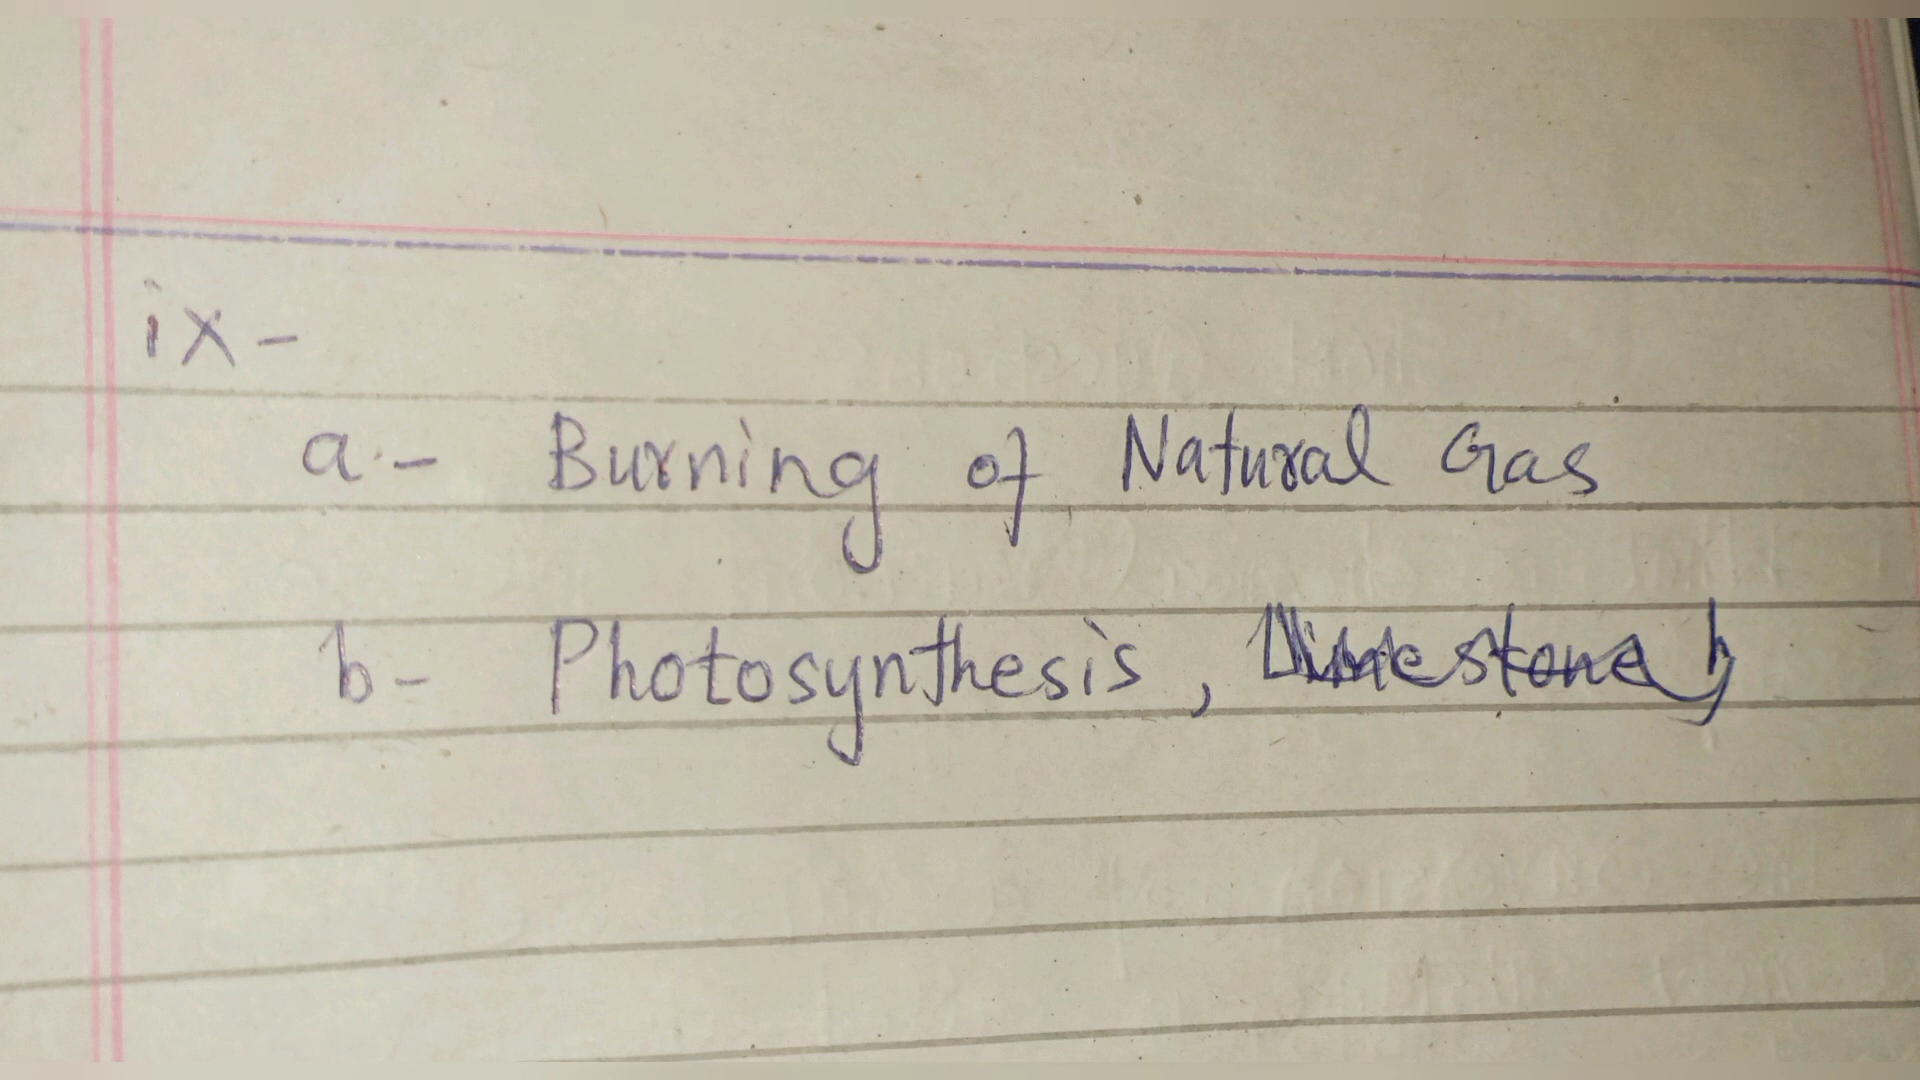 ix-
a.- Burning of Natural Gas
b- Photosynthesis, Limestone